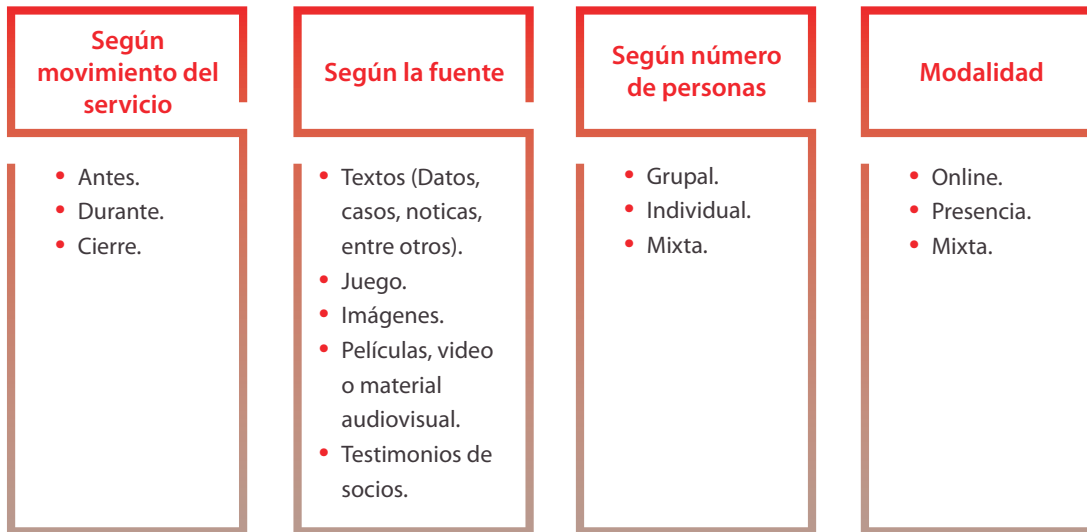 Según
movimiento del
servicio
• Antes.
• Durante.
• Cierre.
Según la fuente
• Textos (Datos,
casos, noticas,
entre otros).
• Juego.
• Imágenes.
• Películas, video
o material
audiovisual.
• Testimonios de
socios.
Según número
de personas
• Grupal.
• Individual.
• Mixta.
Modalidad
• Online.
• Presencia.
• Mixta.